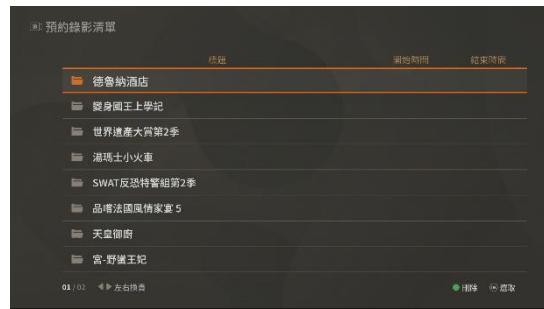 預約錄影清單
標題 開始時間 結束時間
德魯納酒店
變身國王上學記
世界遺產大賞第2季
湯瑪士小火車
SWAT反恐特警組第2季
品嚐法國風情家宴 5
天皇御廚
宮-野蠻王妃
01 / 02 ◀▶ 左右換頁 刪除 選取